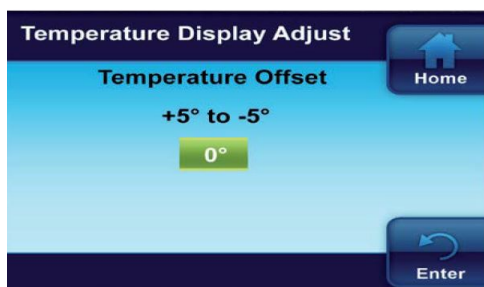 Temperature Display Adjust
Home
Temperature Offset
+5° to -5°
0°
Enter